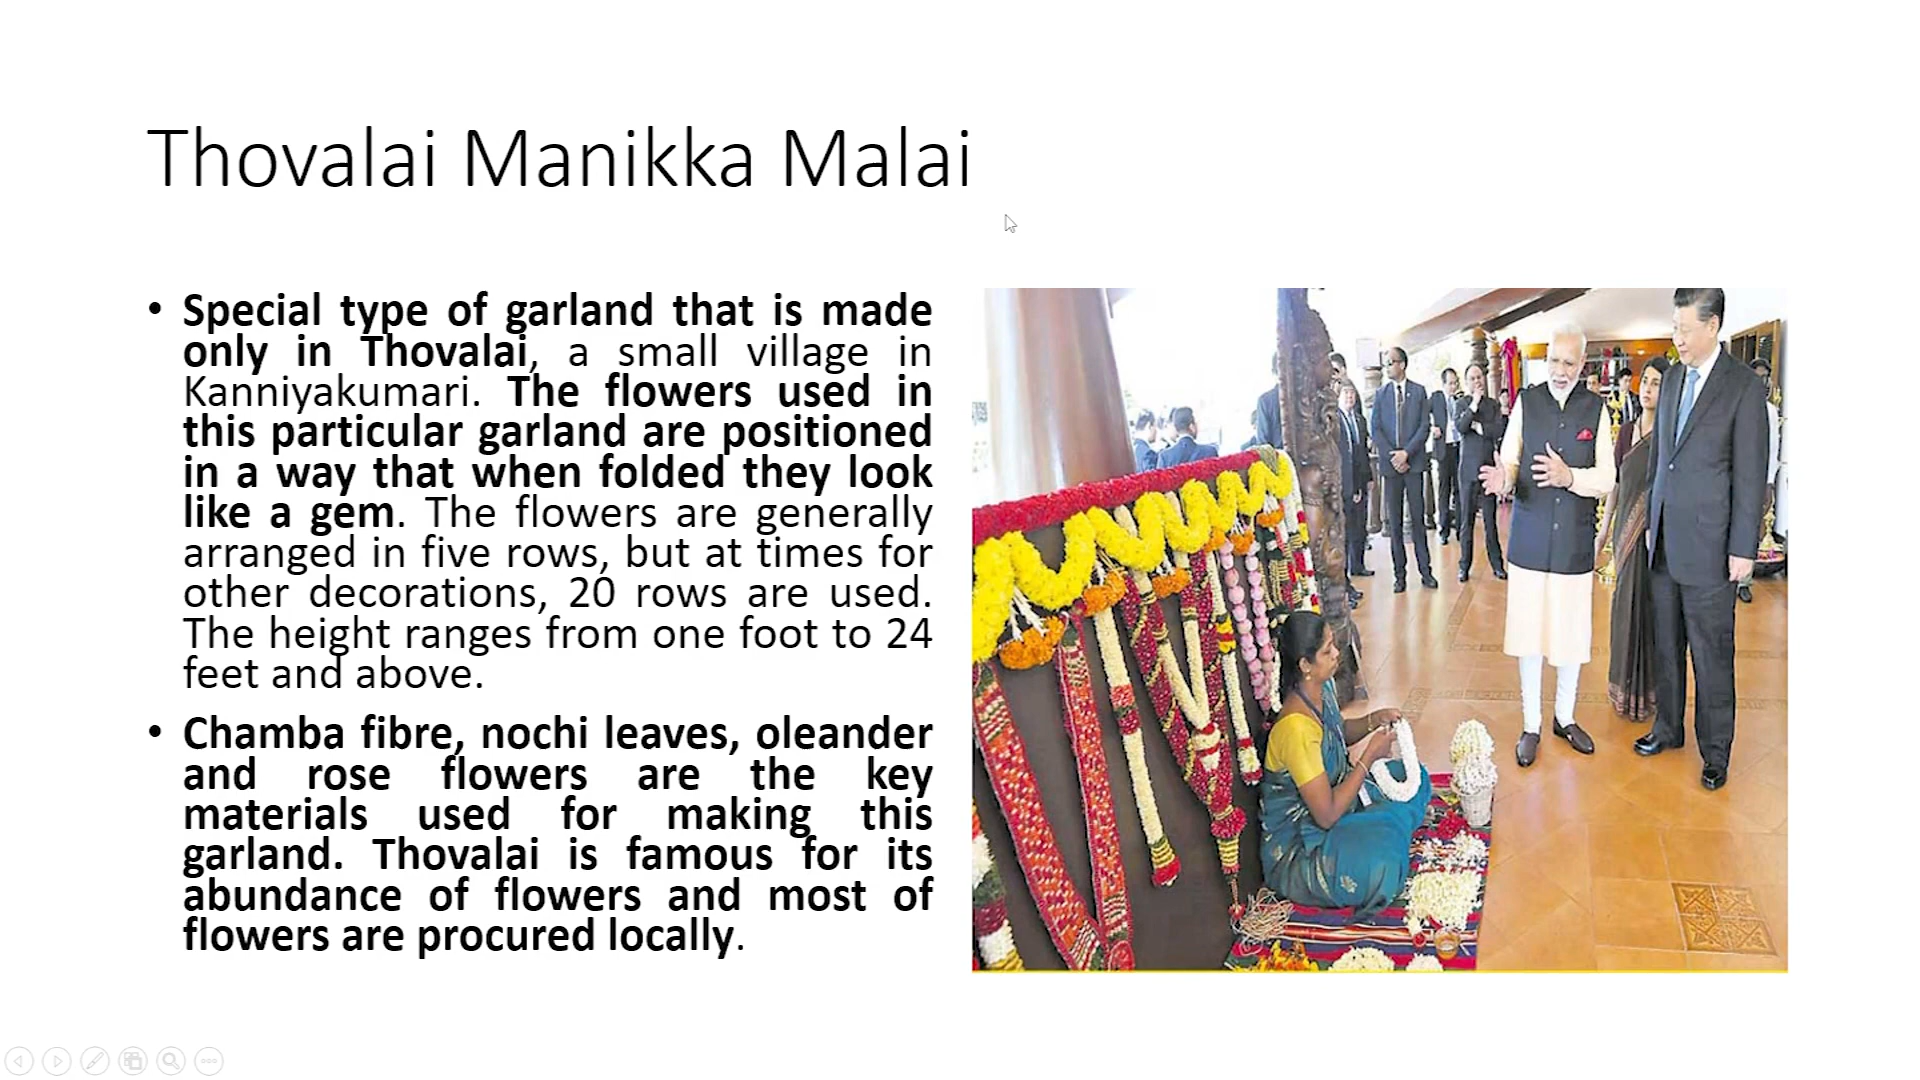 Thovalai Manikka Malai
• Special type of garland that is made
only in Thovalai, a small village in
Kanniyakumari. The flowers used in
this particular garland are positioned
in a way that when folded they look
like a gem. The flowers are generally
arranged in five rows, but at times for
other decorations, 20 rows are used.
The height ranges from one foot to 24
feet and above.
• Chamba fibre, nochi leaves, oleander
and rose flowers are the key
materials used for making this
garland. Thovalai is famous for its
abundance of flowers and most of
flowers are procured locally.